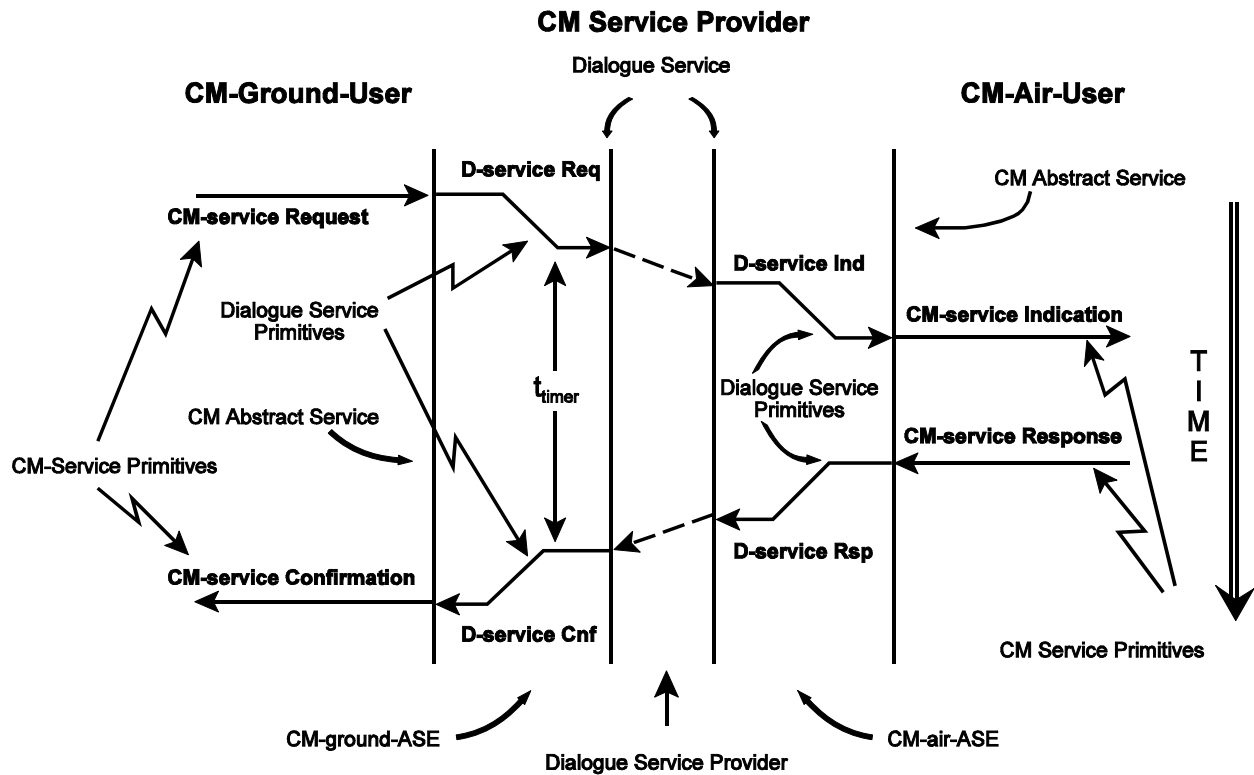 CM Service Provider
Dialogue Service
CM-Ground-User
CM-Air-User
D-service Req
CM Abstract Service
CM-service Request
D-service Ind
Dialogue Service
Primitives
CM-service Indication
t timer
Dialogue Service
Primitives
TIME
CM Abstract Service
CM-service Response
CM-Service Primitives
D-service Rsp
CM-service Confirmation
D-service Cnf
CM Service Primitives
CM-ground-ASE
CM-air-ASE
Dialogue Service Provider